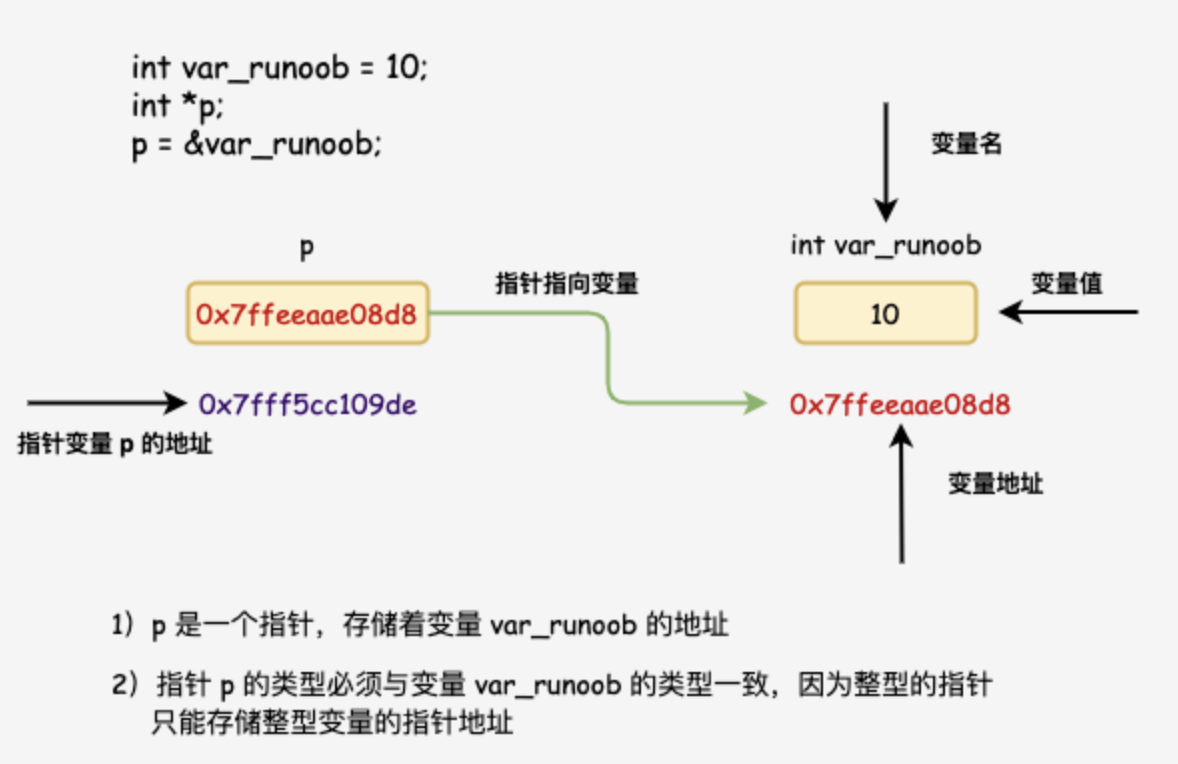 int var_runoob = 10;
int *p;
p = &var_runoob;
变量名
p
int var_runoob
指针指向变量
变量值
0x7ffeeaae08d8
10
0x7fff5cc109de
0x7ffeeaae08d8
指针变量 p 的地址
变量地址
1）p 是一个指针，存储着变量 var_runoob 的地址
2）指针 p 的类型必须与变量 var_runoob 的类型一致，因为整型的指针
只能存储整型变量的指针地址